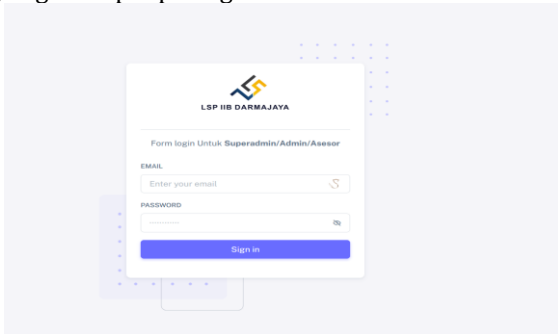 LSP IIB DARMAJAYA
Form login Untuk Superadmin/Admin/Asesor
EMAIL
Enter your email
PASSWORD
Sign in